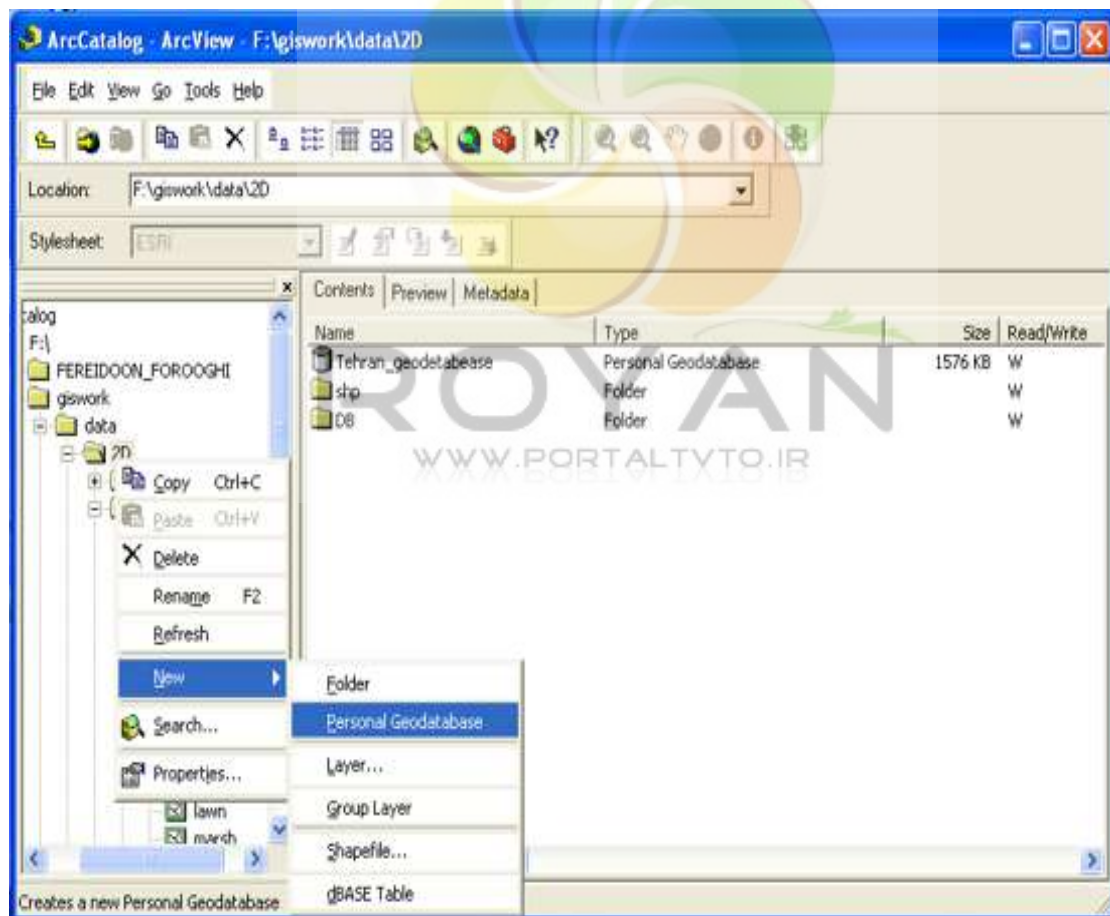 ArcCatalog - ArcView - F:\giswork\data\2D
File Edit View Go Tools Help
Location: F:\giswork\data\2D
Stylesheet: ESRI
Contents Preview Metadata
Name Type Size Read/Write
Tehran_geodetabease Personal Geodatabase 1576 KB W
shp Folder W
DB Folder W
talog
F:\
FEREIDOON_FOROOGHI
giswork
data
2D
Copy Ctrl+C
Paste Ctrl+V
Delete
Rename F2
Refresh
New
Search...
Properties...
lawn
marsh
Folder
Personal Geodatabase
Layer...
Group Layer
Shapefile...
dBASE Table
Creates a new Personal Geodatabase
ROYAN
WWW.PORTALTVTO.IR